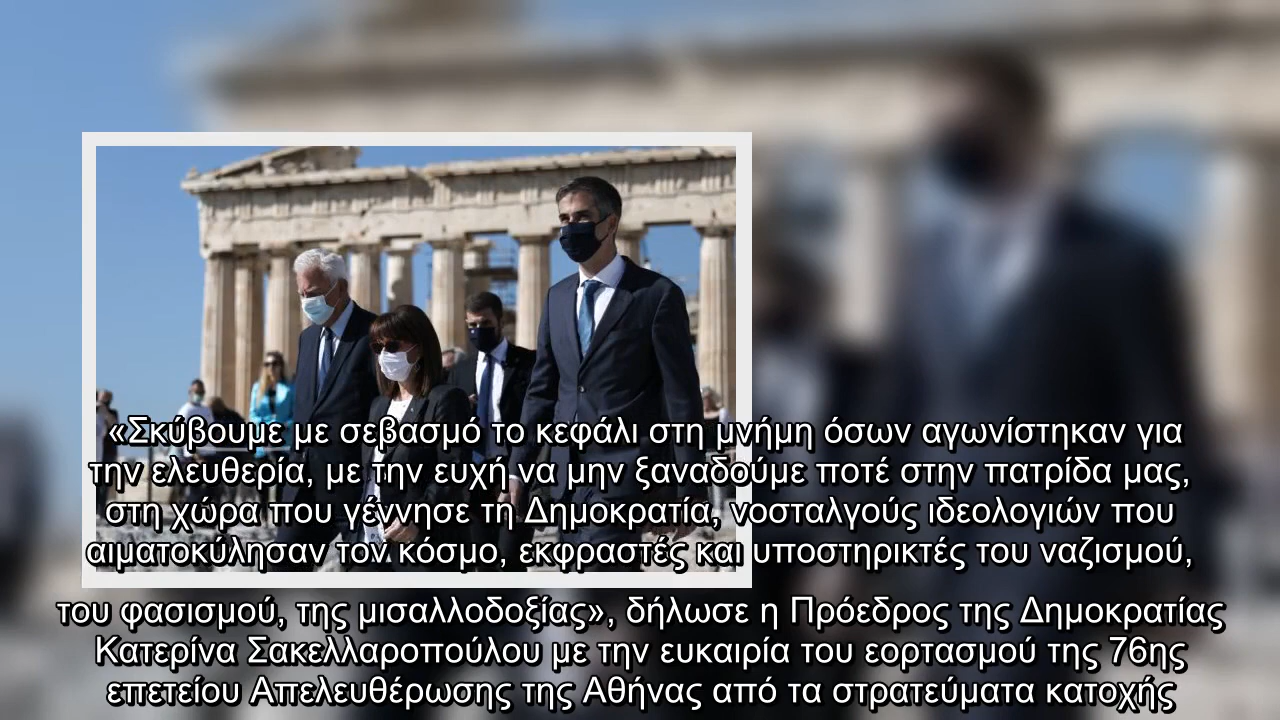 «Σκύβουμε με σεβασμό το κεφάλι στη μνήμη όσων αγωνίστηκαν για
την ελευθερία, με την ευχή να μην ξαναδούμε ποτέ στην πατρίδα μας,
στη χώρα που γέννησε τη Δημοκρατία, νοσταλγούς ιδεολογιών που
αιματοκύλησαν τον κόσμο, εκφραστές και υποστηρικτές του ναζισμού,
του φασισμού, της μισαλλοδοξίας», δήλωσε η Πρόεδρος της Δημοκρατίας
Κατερίνα Σακελλαροπούλου με την ευκαιρία του εορτασμού της 76ης
επετείου Απελευθέρωσης της Αθήνας από τα στρατεύματα κατοχής